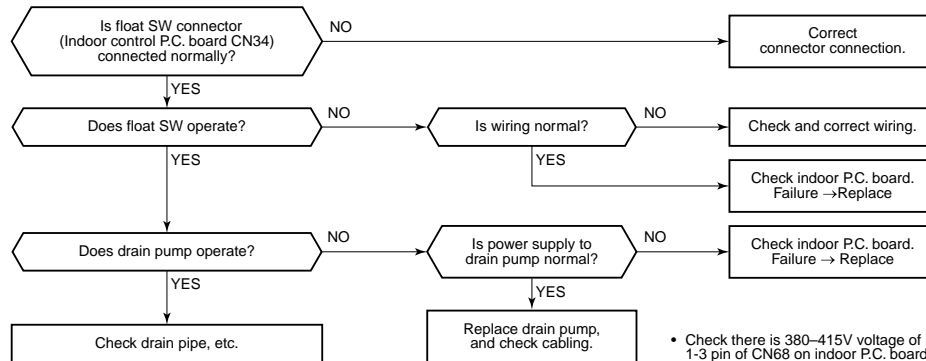 Is float SW connector
(Indoor control P.C. board CN34)
connected normally?
NO
Correct
connector connection.
YES
Does float SW operate?
NO
Is wiring normal?
NO
Check and correct wiring.
YES
YES
Check indoor P.C. board.
Failure →Replace
Does drain pump operate?
NO
Is power supply to
drain pump normal?
NO
Check indoor P.C. board.
Failure → Replace
YES
YES
Check drain pipe, etc.
Replace drain pump,
and check cabling.
• Check there is 380–415V voltage of
1-3 pin of CN68 on indoor P.C. board